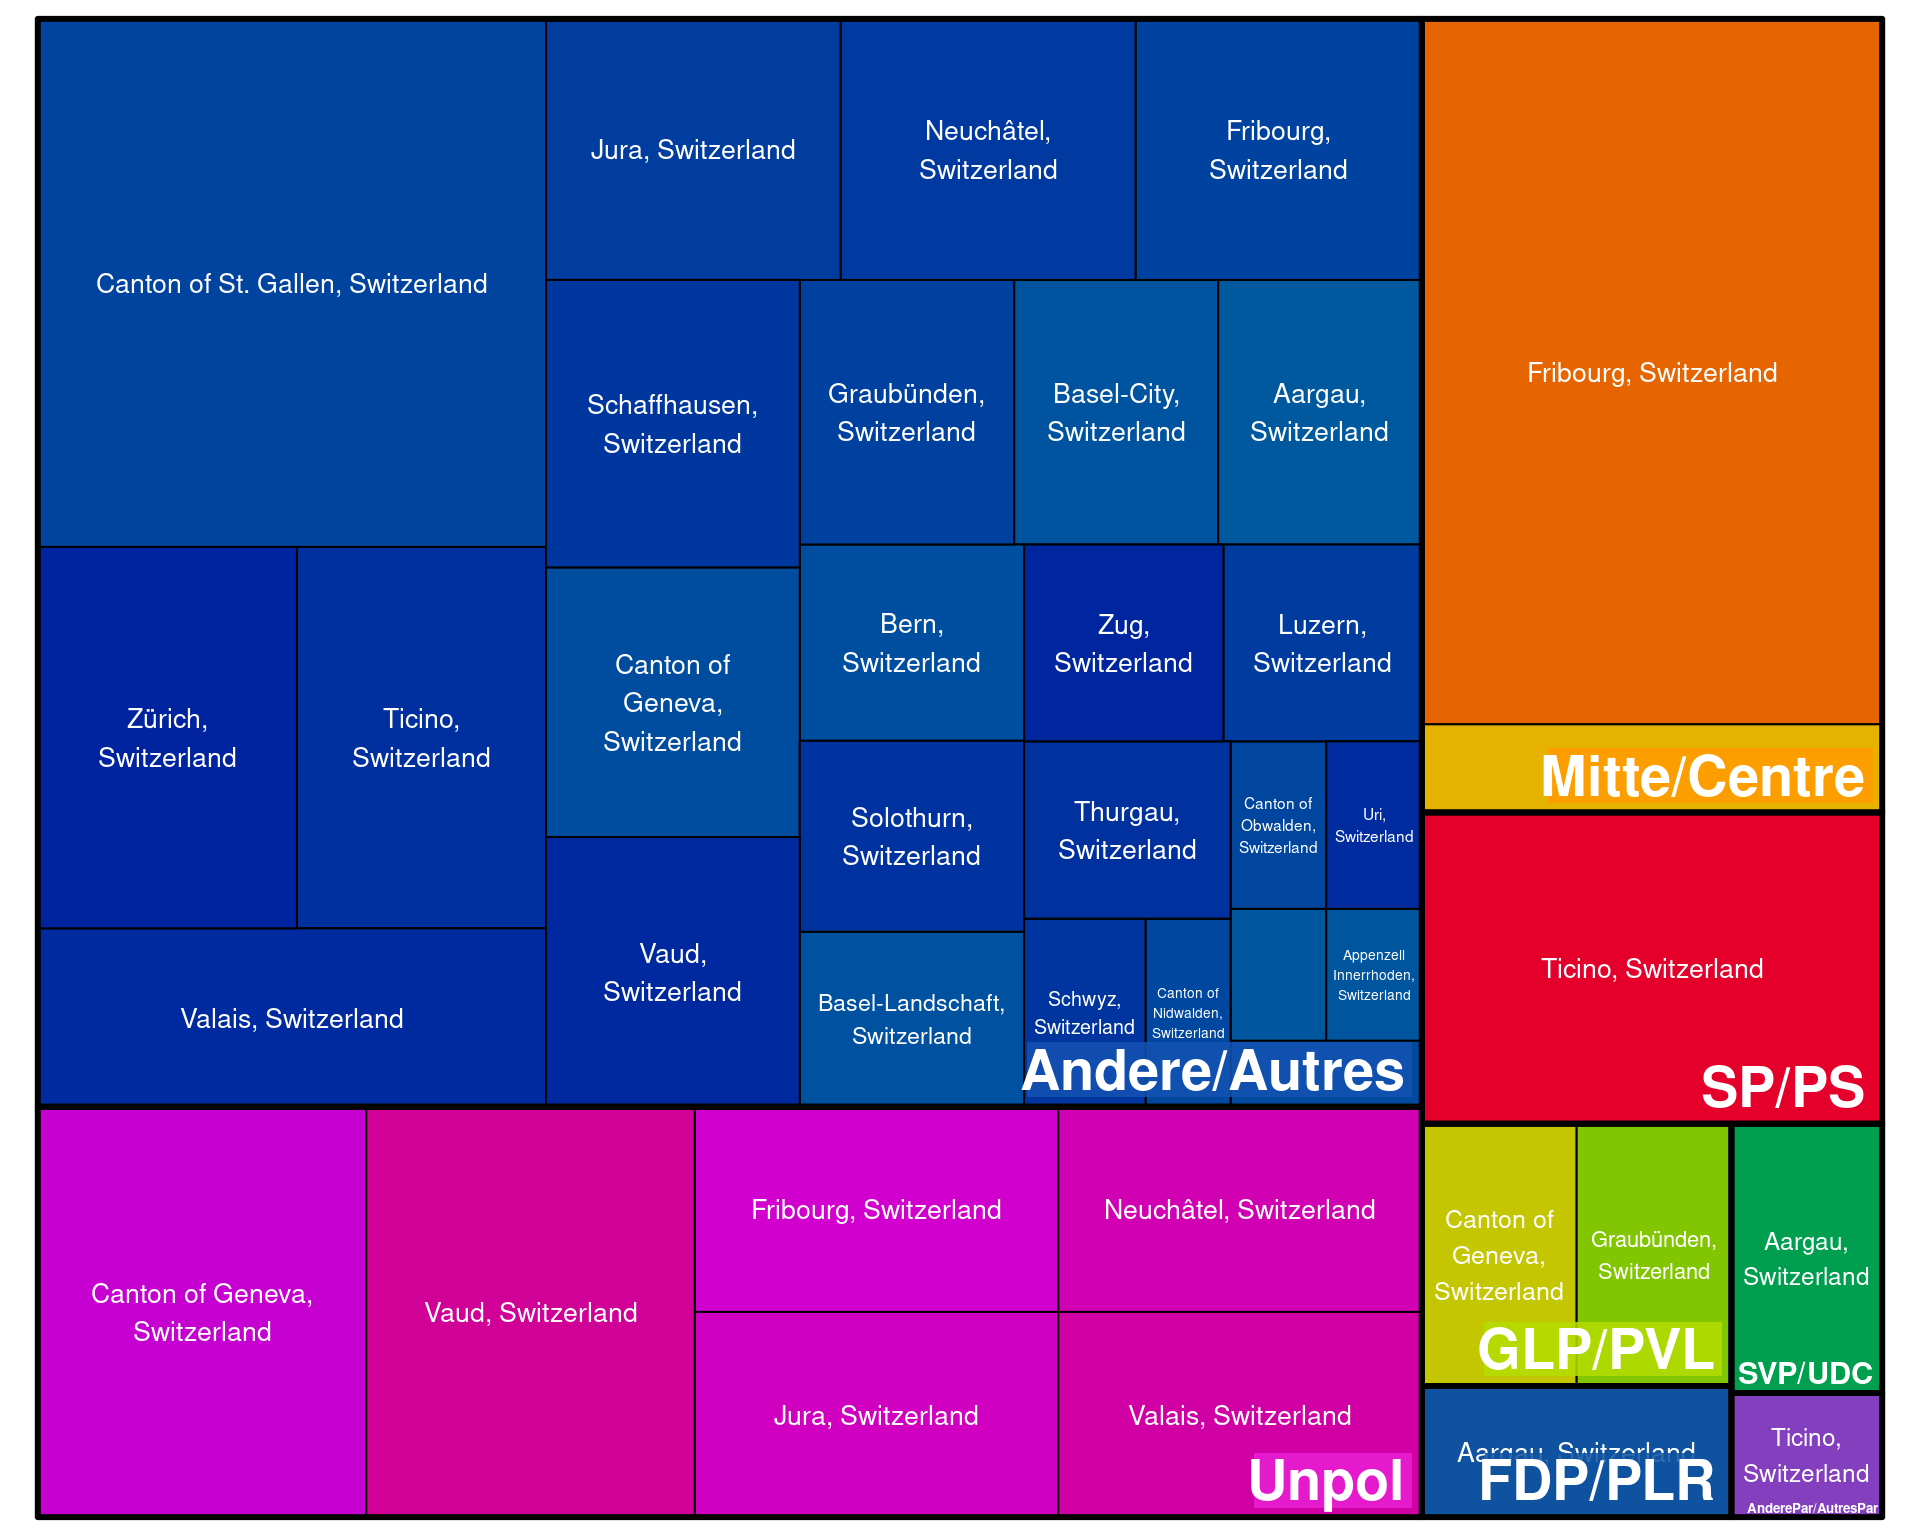 Canton of St. Gallen, Switzerland
Jura, Switzerland
Neuchâtel,
Switzerland
Fribourg,
Switzerland
Schaffhausen,
Switzerland
Graubünden,
Switzerland
Basel-City,
Switzerland
Aargau,
Switzerland
Zürich,
Switzerland
Ticino,
Switzerland
Canton of
Geneva,
Switzerland
Bern,
Switzerland
Zug,
Switzerland
Luzern,
Switzerland
Solothurn,
Switzerland
Thurgau,
Switzerland
Canton of
Obwalden,
Switzerland
Uri,
Switzerland
Valais, Switzerland
Vaud,
Switzerland
Basel-Landschaft,
Switzerland
Schwyz,
Switzerland
Canton of
Nidwalden,
Switzerland
Appenzell
Innerrhoden,
Switzerland
Andere/Autres
Fribourg, Switzerland
Mitte/Centre
Ticino, Switzerland
SP/PS
Canton of Geneva,
Switzerland
Vaud, Switzerland
Fribourg, Switzerland
Neuchâtel, Switzerland
Jura, Switzerland
Valais, Switzerland
Unpol
Canton of
Geneva,
Switzerland
Graubünden,
Switzerland
GLP/PVL
Aargau,
Switzerland
SVP/UDC
Aargau, Switzerland
FDP/PLR
Ticino,
Switzerland
AnderePar/AutresPar